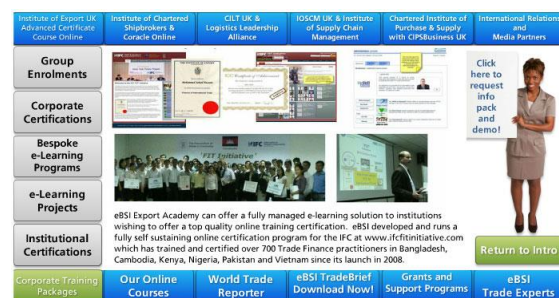 Institute of Export UK
Advanced Certificate
Course Online
Institute of Chartered
Shipbrokers &
Coracle Online
CILT UK &
Logistics Leadership
Alliance
IOSCM UK & Institute
of Supply Chain
Management
Chartered Institute of
Purchase & Supply
with CIPSBusiness UK
International Relations
and
Media Partners
Group
Enrolments
Corporate
Certifications
Bespoke
e-Learning
Programs
e-Learning
Projects
Institutional
Certifications
IFC
"FIT Initiative"
IFC
Click
here to
request
info
pack
and
demo!
eBSI Export Academy can offer a fully managed e-learning solution to institutions
wishing to offer a top quality online training certification. eBSI developed and runs a
fully self sustaining online certification program for the IFC at www.ifcfitinitiative.com
which has trained and certified over 700 Trade Finance practitioners in Bangladesh,
Cambodia, Kenya, Nigeria, Pakistan and Vietnam since its launch in 2008.
Return to Intro
Corporate Training
Packages
Our Online
Courses
World Trade
Reporter
eBSI TradeBrief
Download Now!
Grants and
Support Programs
eBSI
Trade Experts